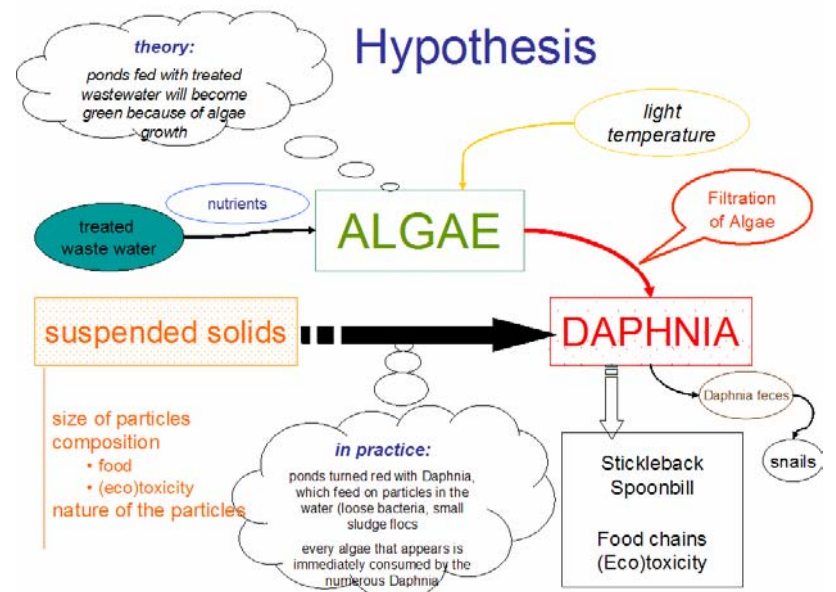 Hypothesis
theory:
ponds fed with treated
wastewater will become
green because of algae
growth
light
temperature
nutrients
treated
waste water
ALGAE
Filtration
of Algae
suspended solids
DAPHNIA
size of particles
composition
• food
• (eco)toxicity
nature of the particles
in practice:
ponds turned red with Daphnia,
which feed on particles in the
water (loose bacteria, small
sludge flocs
every algae that appears is
immediately consumed by the
numerous Daphnia
Daphnia feces
snails
Stickleback
Spoonbill
Food chains
(Eco)toxicity